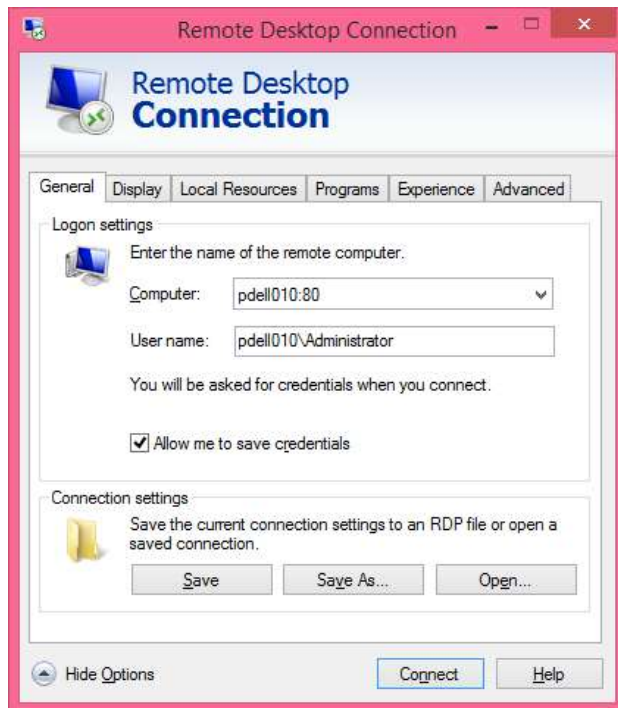 Remote Desktop Connection
Remote Desktop
Connection
General Display Local Resources Programs Experience Advanced
Logon settings
Enter the name of the remote computer.
Computer: pdell010:80
User name: pdell010\Administrator
You will be asked for credentials when you connect.
Allow me to save credentials
Connection settings
Save the current connection settings to an RDP file or open a
saved connection.
Save Save As... Open...
Hide Options Connect Help